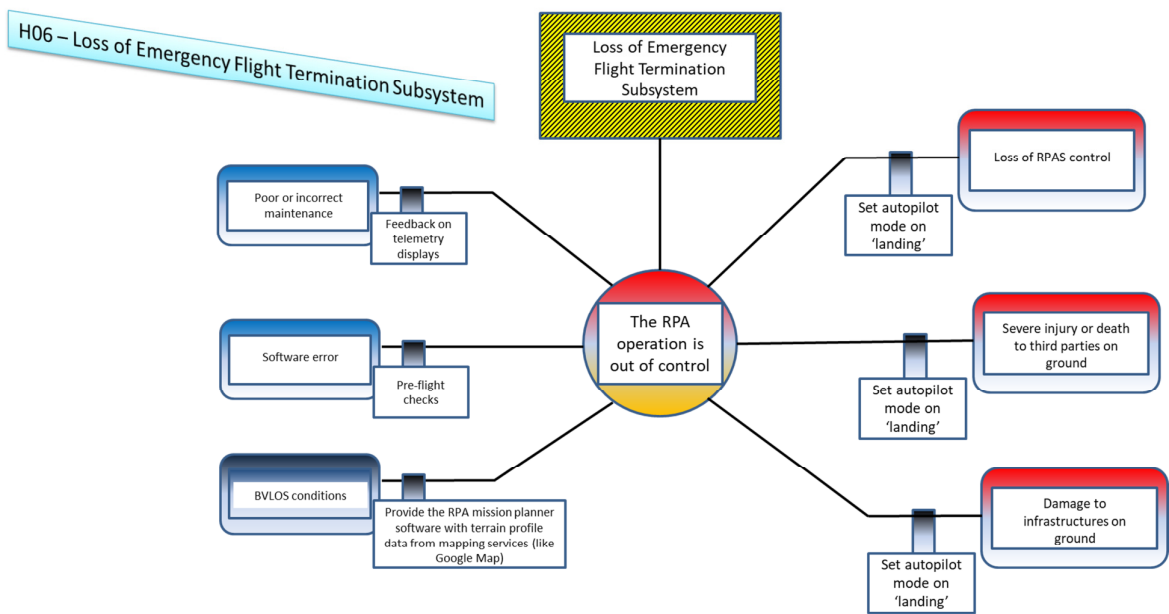 H06 – Loss of Emergency Flight Termination Subsystem
Loss of Emergency
Flight Termination
Subsystem
Poor or incorrect
maintenance
Feedback on
telemetry
displays
Software error
Pre-flight
checks
BVLOS conditions
Provide the RPA mission planner
software with terrain profile
data from mapping services (like
Google Map)
The RPA
operation is
out of control
Loss of RPAS control
Set autopilot
mode on
‘landing’
Severe injury or death
to third parties on
ground
Set autopilot
mode on
‘landing’
Damage to
infrastructures on
ground
Set autopilot
mode on
‘landing’